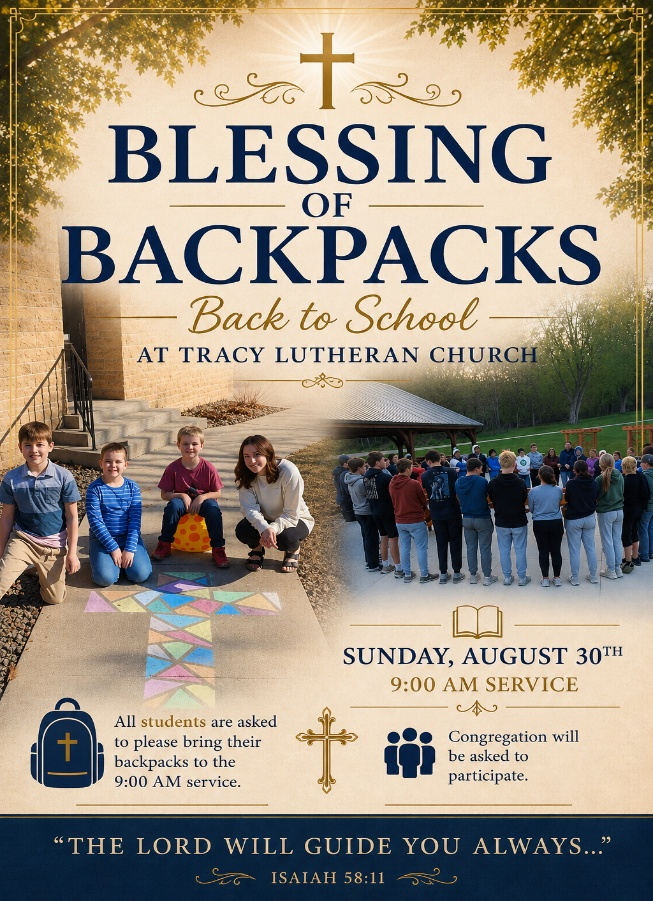 BLESSING
OF
BACKPACKS
Back to School
AT TRACY LUTHERAN CHURCH
SUNDAY, AUGUST 30TH
9:00 AM SERVICE
All students are asked
to please bring their
backpacks to the
9:00 AM service.
Congregation will
be asked to
participate.
“THE LORD WILL GUIDE YOU ALWAYS...”
ISAIAH 58:11